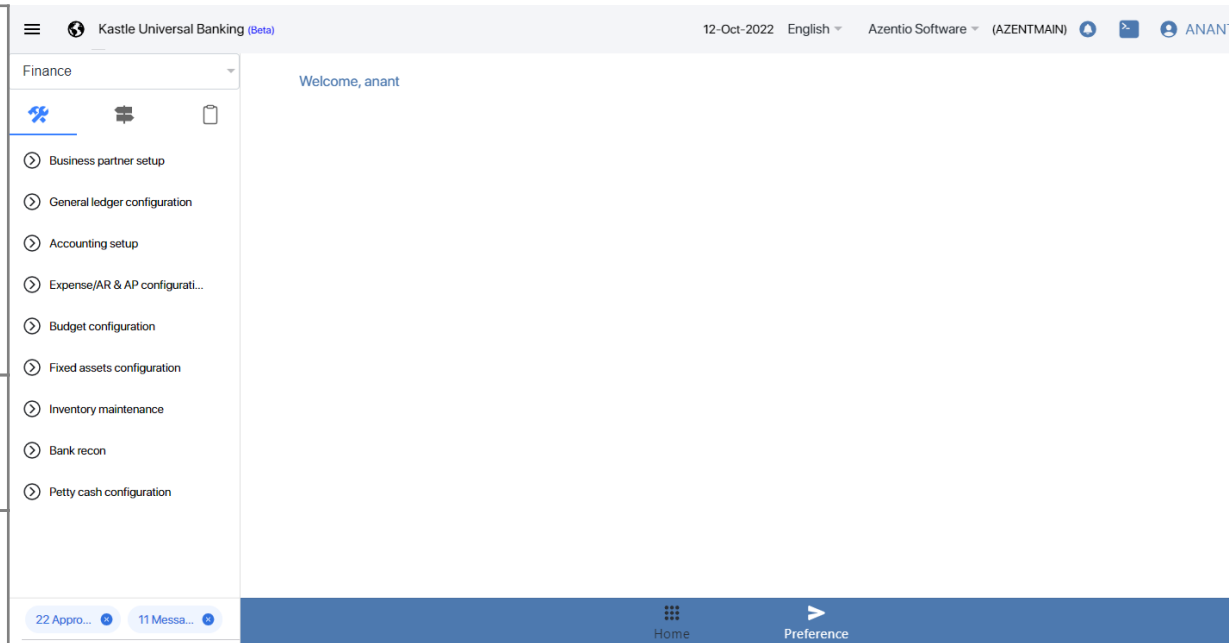 Kastle Universal Banking (Beta)
12-Oct-2022 English Azentio Software (AZENTMAIN) ANANT
Finance
Welcome, anant
Business partner setup
General ledger configuration
Accounting setup
Expense/AR & AP configurati...
Budget configuration
Fixed assets configuration
Inventory maintenance
Bank recon
Petty cash configuration
22 Appro... 11 Messa...
Home
Preference